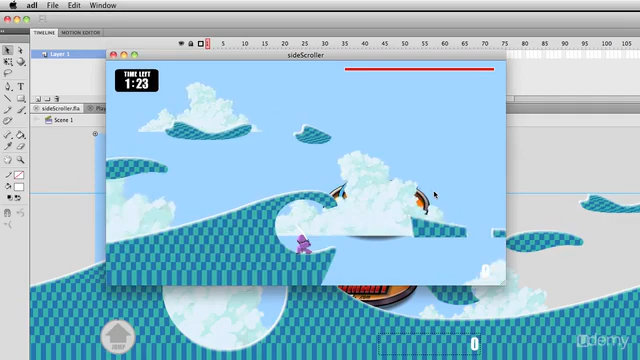 adl File Edit Window
TIMELINE MOTION EDITOR
5 10 15 20 25 30 35 40 45 50 55 60 65 70 75 80 85 90 95
Layer 1
sideScroller
TIME LEFT
1:23
sideScroller.fla
Play
Scene 1
0
JUMP
0
udemy